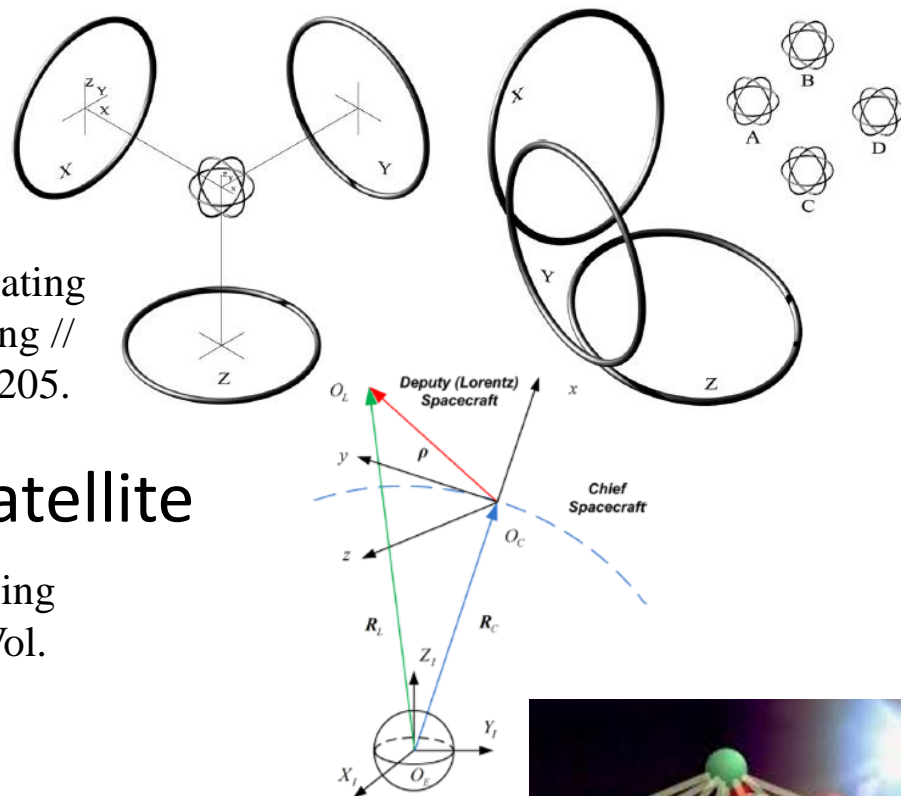 Z
Y
X
X
Z
Y
X
Y
Z
X
Y
Z
B
A
D
C
ating
ng //
205.
atellite
ing
Vol.
Deputy (Lorentz)
Spacecraft
Chief
Spacecraft
O_L
x
y
ρ
z
O_C
R_L
R_C
Z_I
Y_I
X_I
O_E